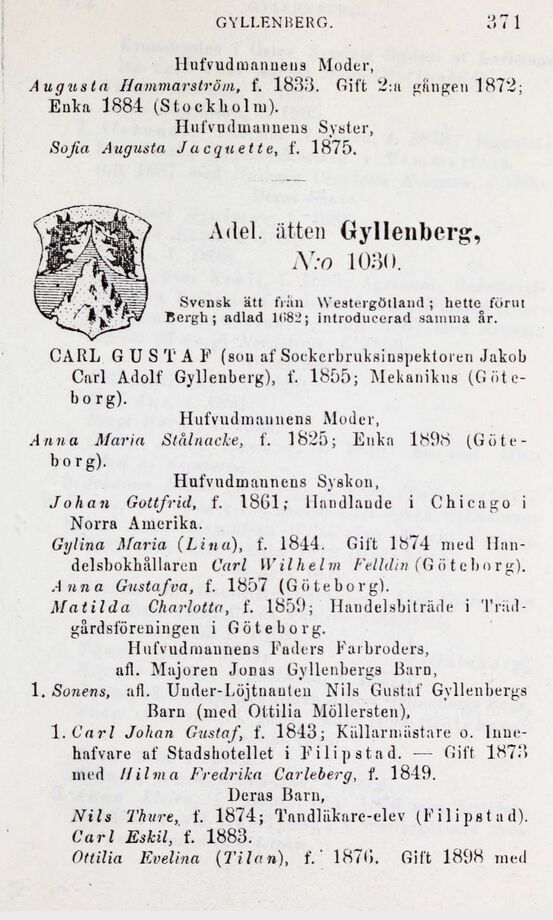 GYLLENBERG. 371
Hufvudmannens Moder,
Augusta Hammarström, f. 1833. Gift 2:a gången 1872;
Enka 1884 (Stockholm).
Hufvudmannens Syster,
Sofia Augusta Jacquette, f. 1875.
Adel. ätten Gyllenberg,
N:o 1030.
Svensk ätt från Westergötland; hette förut
Bergh; adlad 1682; introducerad samma år.
CARL GUSTAF (son af Sockerbruksinspektoren Jakob
Carl Adolf Gyllenberg), f. 1855; Mekanikus (Göte-
borg).
Hufvudmannens Moder,
Anna Maria Stålnacke, f. 1825; Enka 1898 (Göte-
borg).
Hufvudmannens Syskon,
Johan Gottfrid, f. 1861; Handlande i Chicago i
Norra Amerika.
Gylina Maria (Lina), f. 1844. Gift 1874 med Han-
delsbokhållaren Carl Wilhelm Felldin (Göteborg).
Anna Gustafva, f. 1857 (Göteborg).
Matilda Charlotta, f. 1859; Handelsbiträde i Träd-
gårdsföreningen i Göteborg.
Hufvudmannens Faders Farbroders,
afl. Majoren Jonas Gyllenbergs Barn,
1. Sonens, afl. Under-Löjtnanten Nils Gustaf Gyllenbergs
Barn (med Ottilia Möllersten),
1. Carl Johan Gustaf, f. 1843; Källarmästare o. Inne-
hafvare af Stadshotellet i Filipstad. — Gift 1873
med Hilma Fredrika Carleberg, f. 1849.
Deras Barn,
Nils Thure, f. 1874; Tandläkare-elev (Filipstad).
Carl Eskil, f. 1883.
Ottilia Evelina (Tilan), f. 1876. Gift 1898 med